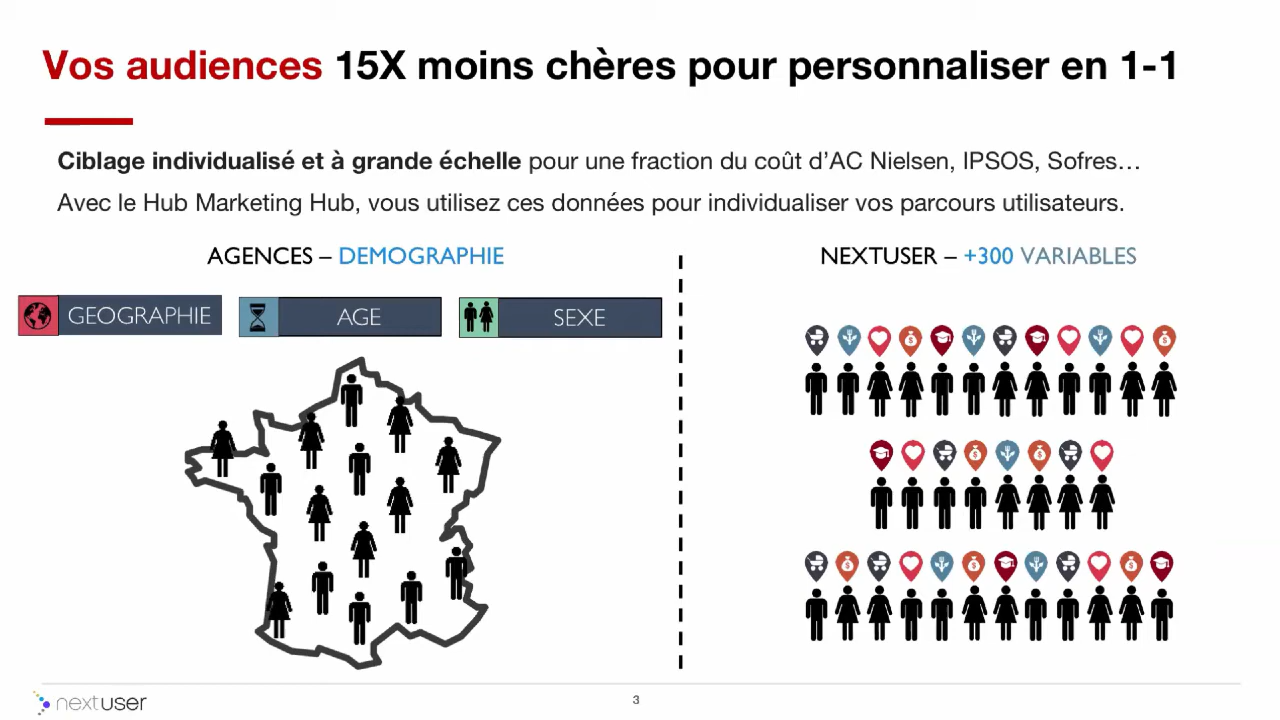 Vos audiences 15X moins chères pour personnaliser en 1-1
Ciblage individualisé et à grande échelle pour une fraction du coût d’AC Nielsen, IPSOS, Sofres…
Avec le Hub Marketing Hub, vous utilisez ces données pour individualiser vos parcours utilisateurs.
AGENCES – DEMOGRAPHIE
GEOGRAPHIE
AGE
SEXE
NEXTUSER – +300 VARIABLES
nextUSER
3